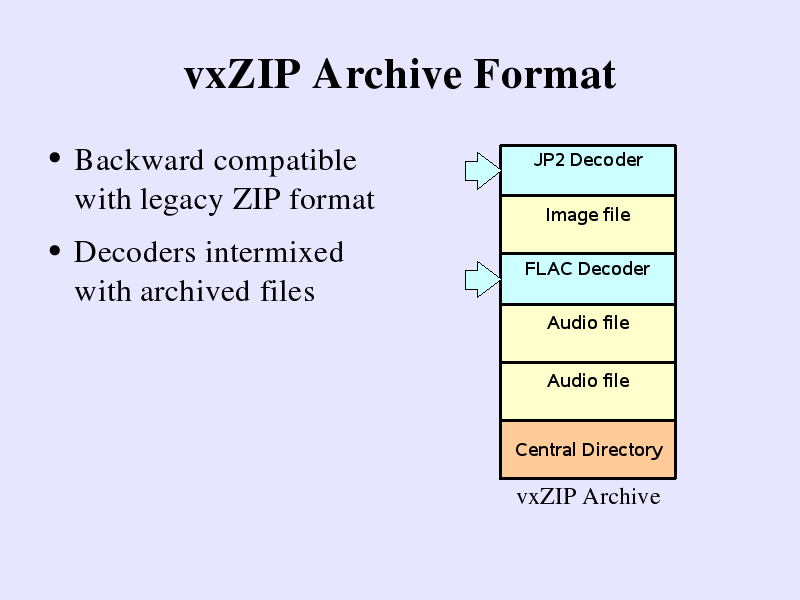 vxZIP Archive Format
• Backward compatible
with legacy ZIP format
• Decoders intermixed
with archived files
JP2 Decoder
Image file
FLAC Decoder
Audio file
Audio file
Central Directory
vxZIP Archive